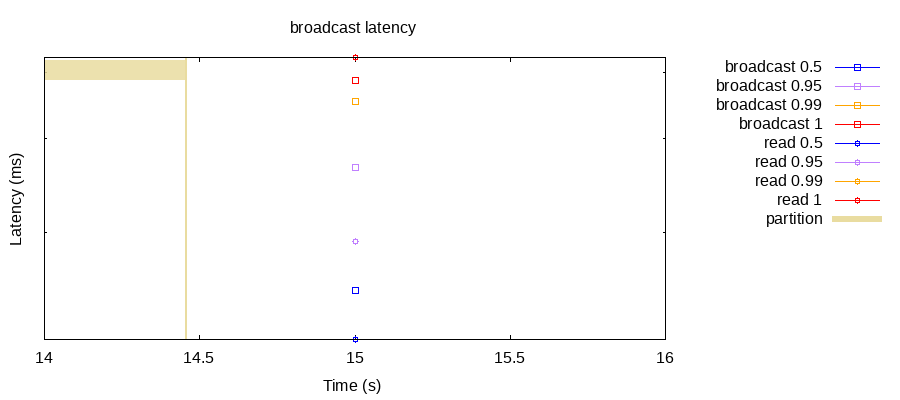 broadcast latency
broadcast 0.5
broadcast 0.95
broadcast 0.99
broadcast 1
read 0.5
read 0.95
read 0.99
read 1
partition
Latency (ms)
14 14.5 15 15.5 16
Time (s)